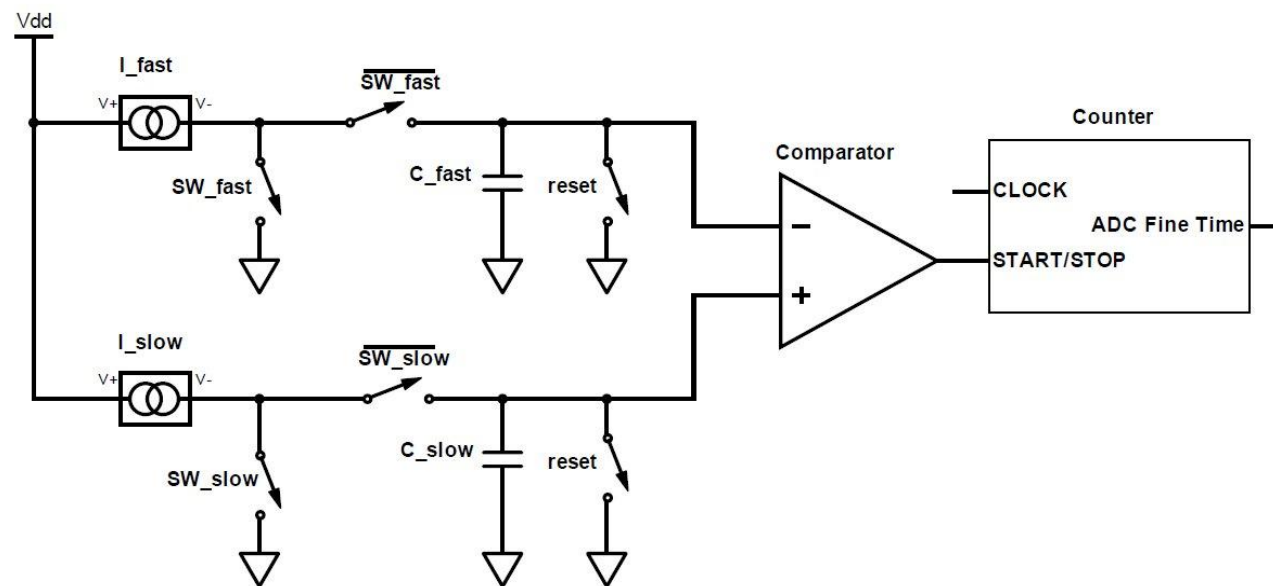 Vdd
I_fast
V+
V-
SW_fast
SW_fast
C_fast
reset
Comparator
−
+
Counter
CLOCK
ADC Fine Time
START/STOP
I_slow
V+
V-
SW_slow
SW_slow
C_slow
reset